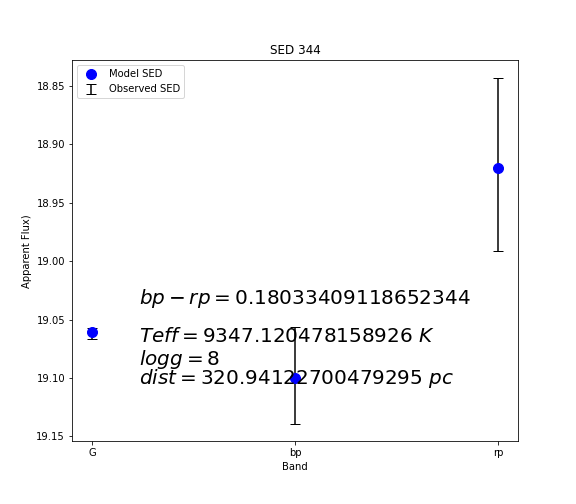 SED 344
Model SED
Observed SED
18.85
18.90
18.95
19.00
19.05
19.10
19.15
Apparent Flux)
bp − rp = 0.18033409118652344
Teff = 9347.120478158926 K
logg = 8
dist = 320.94122700479295 pc
G
bp
rp
Band